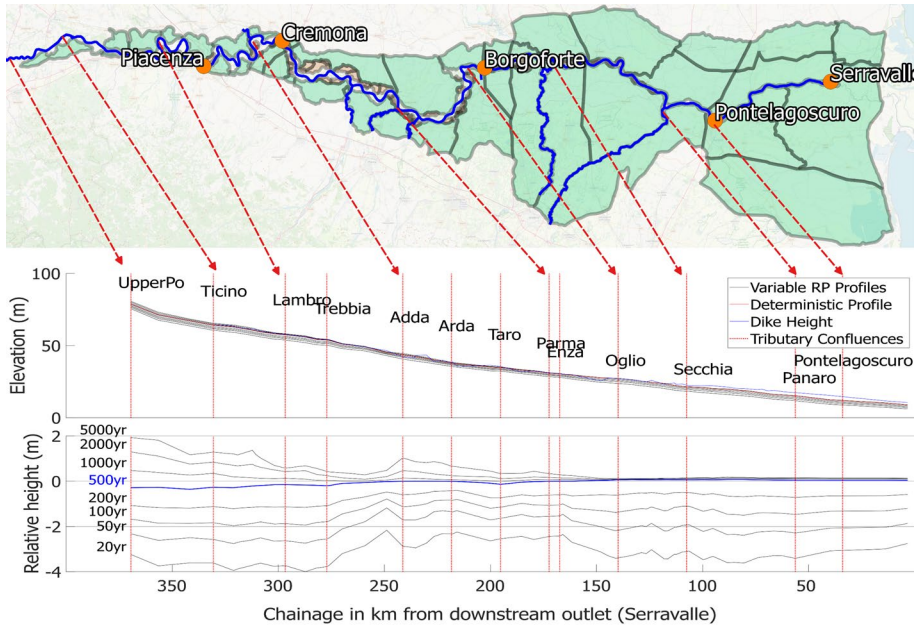 Cremona
Piacenza
Borgoforte
Serravalle
Pontelagoscuro
100
50
0
Elevation (m)
UpperPo
Ticino
Lambro
Trebbia
Adda
Arda
Taro
Parma
Enza
Oglio
Secchia
Panaro
Pontelagoscuro
Variable RP Profiles
Deterministic Profile
Dike Height
Tributary Confluences
Relative height (m)
2
0
-2
-4
5000yr
2000yr
1000yr
500yr
200yr
100yr
50yr
20yr
350 300 250 200 150 100 50 0
Chainage in km from downstream outlet (Serravalle)